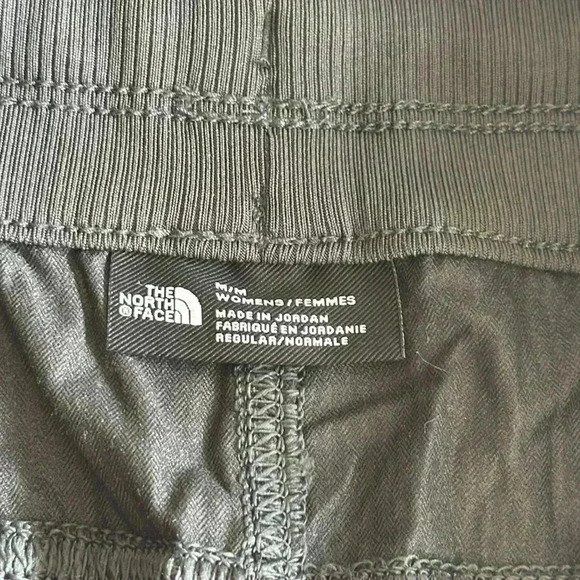 THE
NORTH
FACE
M/M
WOMENS/FEMMES
MADE IN JORDAN
FABRIQUÉ EN JORDANIE
REGULAR/NORMALE